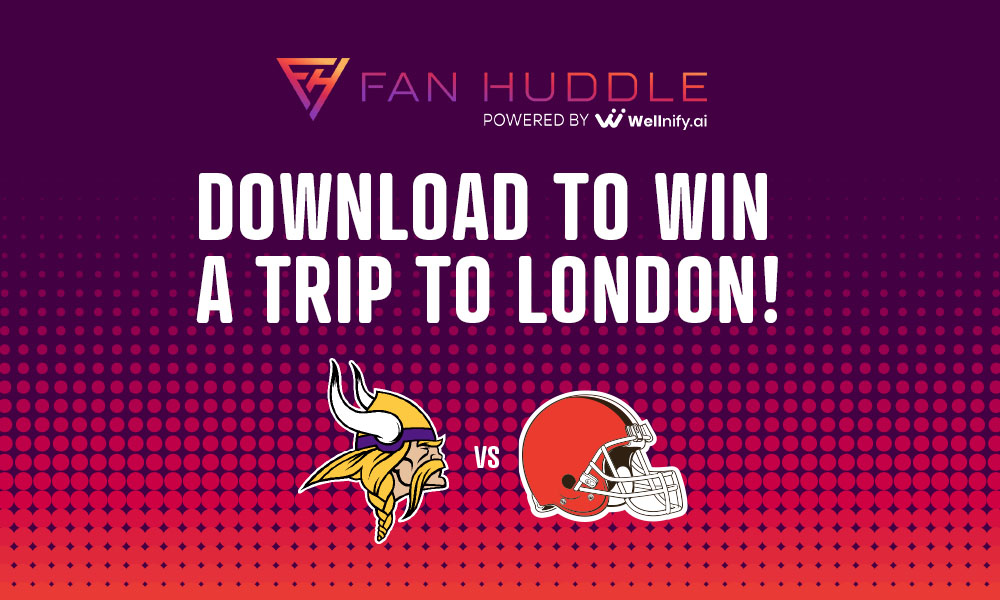 FAN HUDDLE
POWERED BY Wellnify.ai
DOWNLOAD TO WIN
A TRIP TO LONDON!
VS